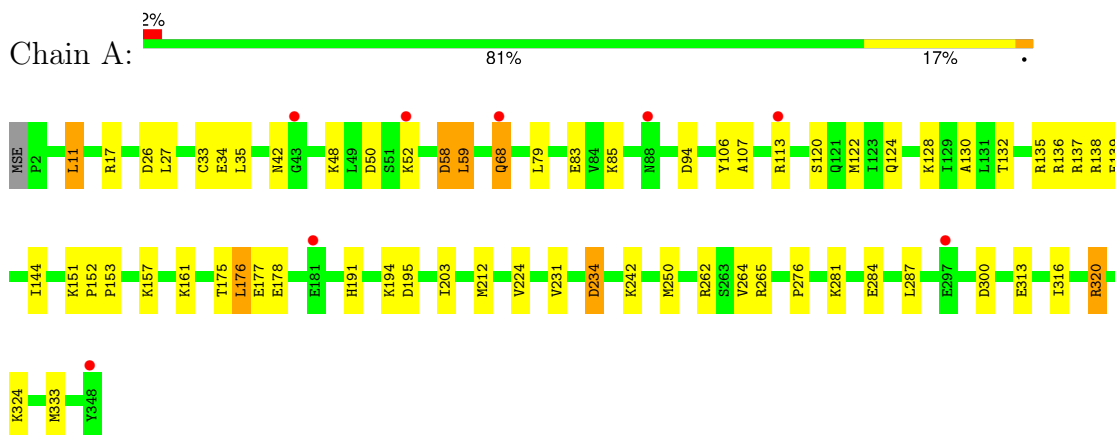 2%
Chain A:
81% 17% •
MSE P2 L11 R17 D26 L27 C33 E34 L35 N42 G43 K48 L49 D50 S51 K52 D58 L59 Q68 L79 E83 V84 K85 N88 D94 Y106 A107 R113 S120 Q121 M122 I123 Q124 K128 I129 A130 L131 T132 R135 R136 R137 R138
I144 K151 P152 P153 K157 K161 T175 L176 E177 E178 E181 H191 K194 D195 I203 M212 V224 V231 D234 K242 M250 R262 S263 V264 R265 P276 K281 E284 L287 E297 D300 E313 I316 R320
K324 M333 Y348